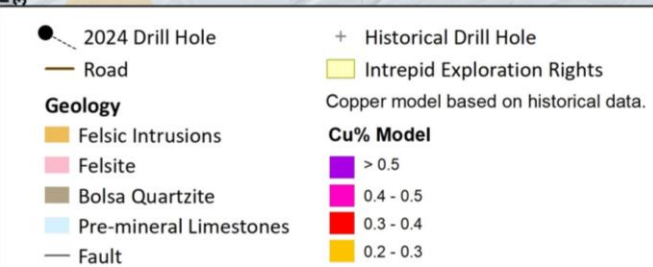 2024 Drill Hole
Road
Geology
Felsic Intrusions
Felsite
Bolsa Quartzite
Pre-mineral Limestones
Fault
+ Historical Drill Hole
Intrepid Exploration Rights
Copper model based on historical data.
Cu% Model
> 0.5
0.4 - 0.5
0.3 - 0.4
0.2 - 0.3